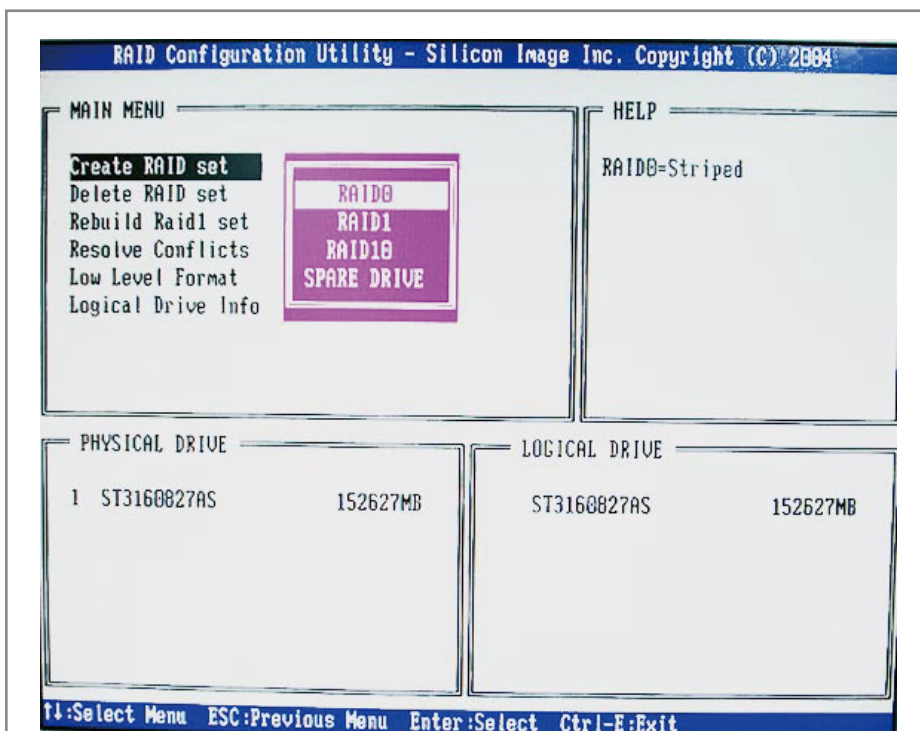 RAID Configuration Utility - Silicon Image Inc. Copyright (C) 2004
MAIN MENU
Create RAID set
Delete RAID set
Rebuild Raid1 set
Resolve Conflicts
Low Level Format
Logical Drive Info
RAID0
RAID1
RAID10
SPARE DRIVE
HELP
RAID0=Striped
PHYSICAL DRIVE
1 ST3160827AS 152627MB
LOGICAL DRIVE
ST3160827AS 152627MB
↑↓:Select Menu ESC:Previous Menu Enter:Select Ctrl-E:Exit